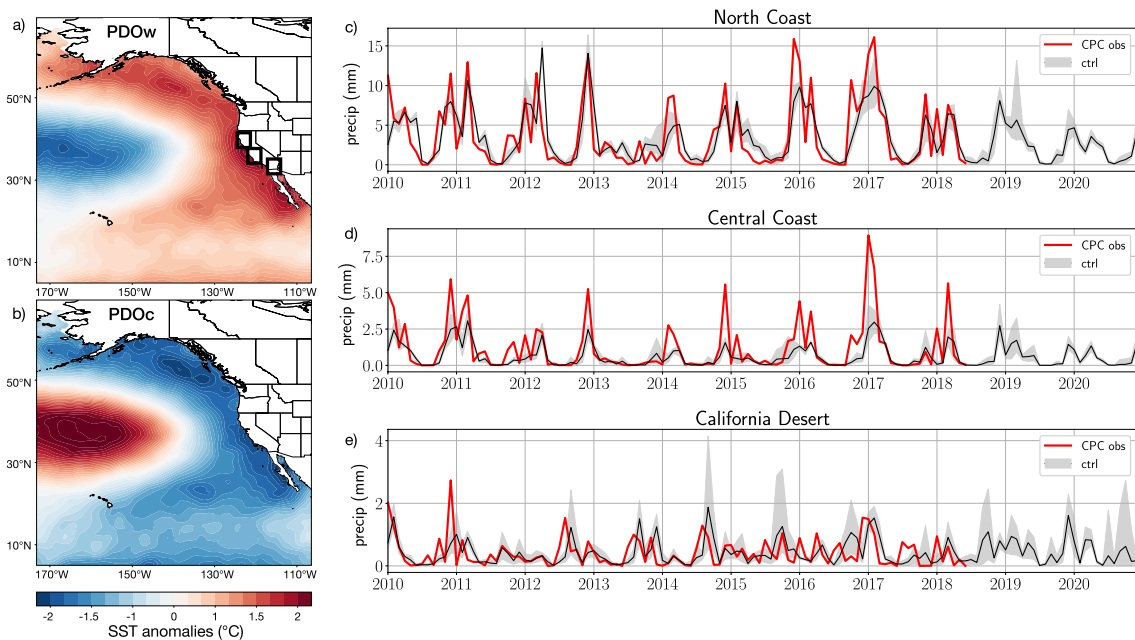 a)
PDOw
50°N
30°N
10°N
170°W 150°W 130°W 110°W
b)
PDOc
50°N
30°N
10°N
170°W 150°W 130°W 110°W
-2 -1.5 -1 0 1 1.5 2
SST anomalies (°C)
c)
North Coast
precip (mm)
15
10
5
0
CPC obs
ctrl
2010 2011 2012 2013 2014 2015 2016 2017 2018 2019 2020
d)
Central Coast
precip (mm)
7.5
5.0
2.5
0.0
CPC obs
ctrl
2010 2011 2012 2013 2014 2015 2016 2017 2018 2019 2020
e)
California Desert
precip (mm)
4
2
0
CPC obs
ctrl
2010 2011 2012 2013 2014 2015 2016 2017 2018 2019 2020